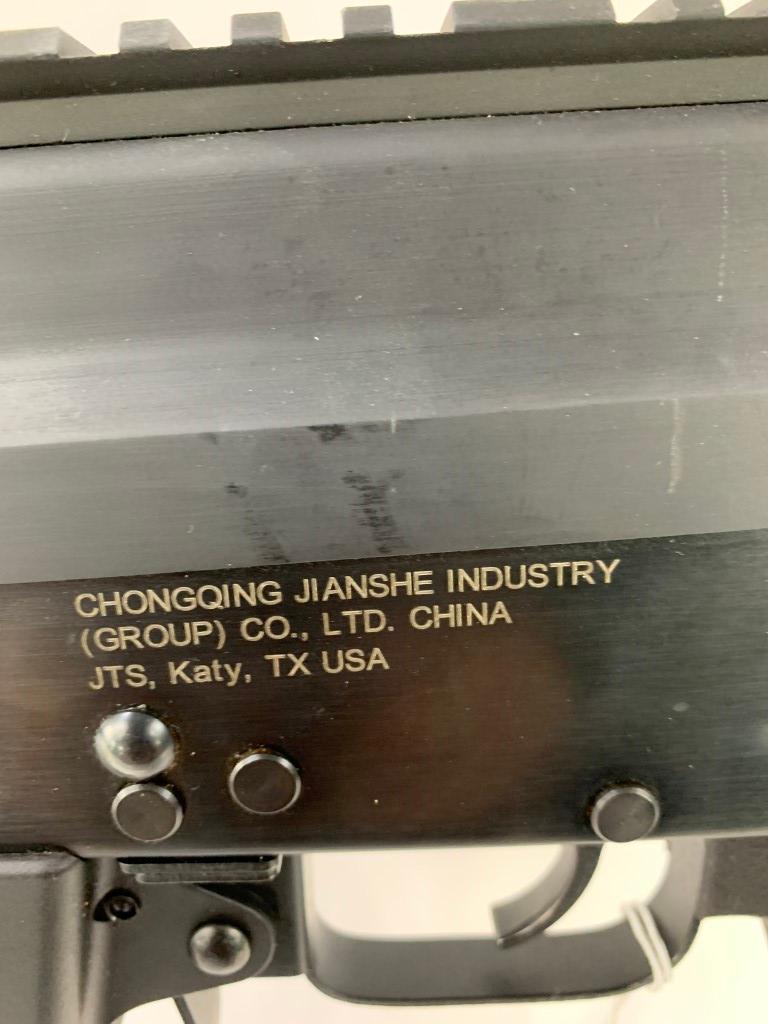 CHONGQING JIANSHE INDUSTRY
(GROUP) CO., LTD. CHINA
JTS, Katy, TX USA